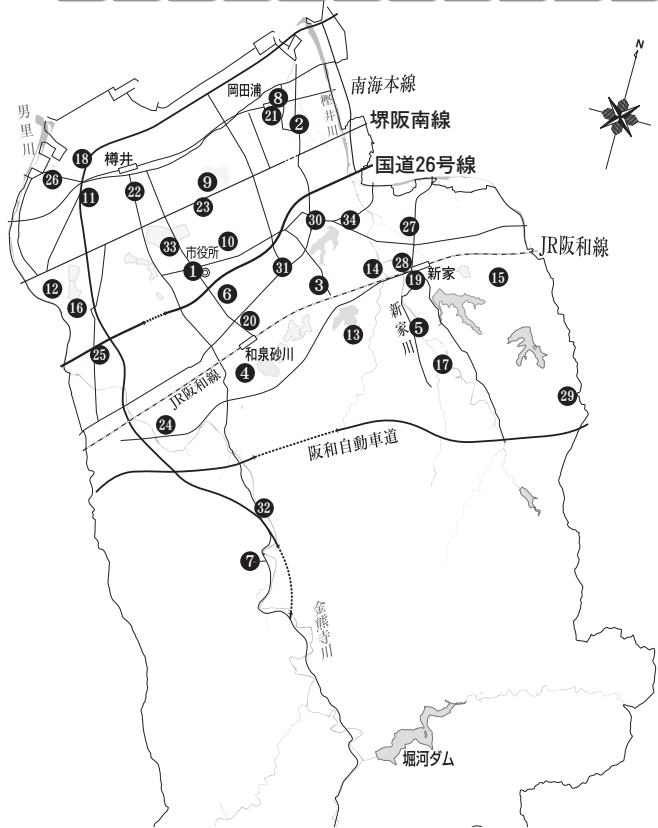 N
岡田浦
南海本線
男里川
樫井川
堺阪南線
国道26号線
樽井
市役所
JR阪和線
新家
新家川
和泉砂川
JR阪和線
阪和自動車道
金熊寺川
堀河ダム
8
21
2
18
26
11
22
9
23
30
34
27
33
10
1
31
14
28
19
15
12
16
6
3
20
13
5
25
4
17
24
29
32
7